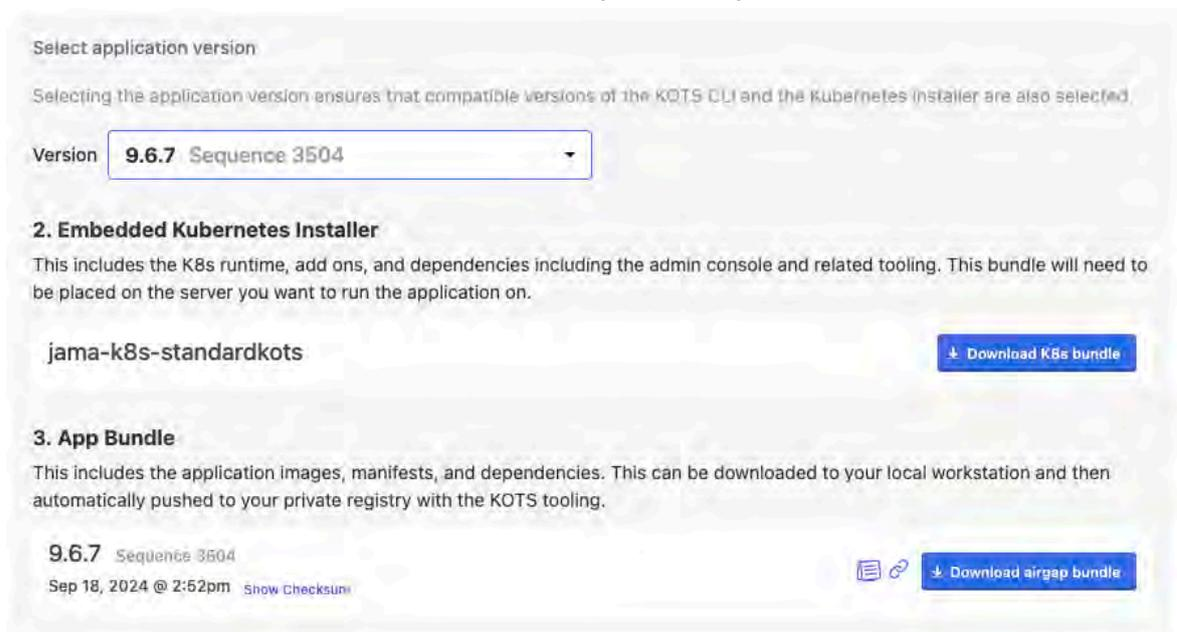 Select application version
Selecting the application version ensures that compatible versions of the KOTS CLI and the Kubernetes installer are also selected.
Version 9.6.7 Sequence 3504
2. Embedded Kubernetes Installer
This includes the K8s runtime, add ons, and dependencies including the admin console and related tooling. This bundle will need to
be placed on the server you want to run the application on.
jama-k8s-standardkots
Download K8s bundle
3. App Bundle
This includes the application images, manifests, and dependencies. This can be downloaded to your local workstation and then
automatically pushed to your private registry with the KOTS tooling.
9.6.7 Sequence 3504
Download airgap bundle
Sep 18, 2024 @ 2:52pm Show Checksum